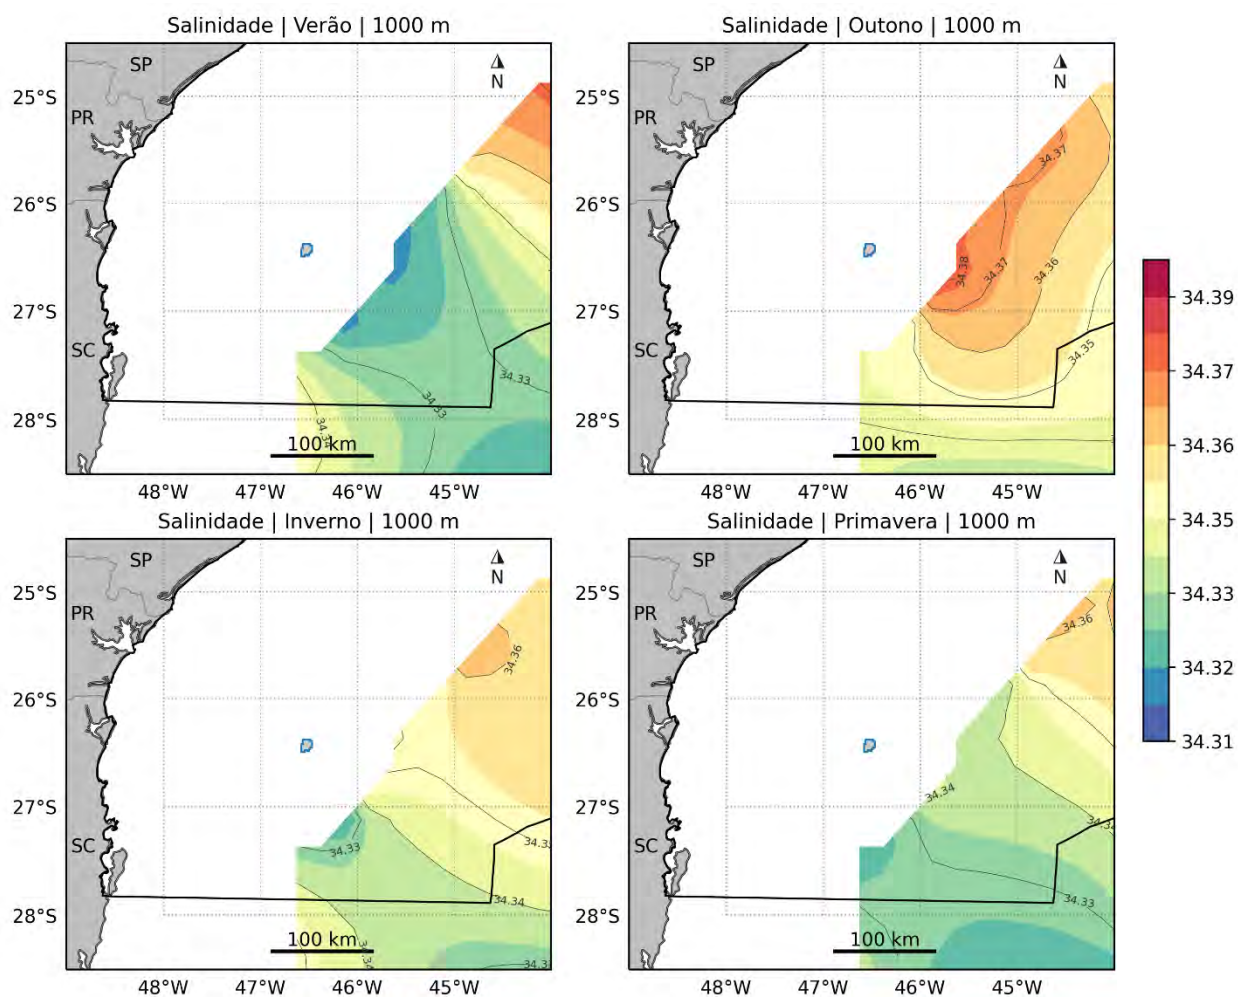 Salinidade | Verão | 1000 m
Salinidade | Outono | 1000 m
SP
N
SP
N
25°S
PR
26°S
27°S
SC
28°S
34.33
34.33
34.34
100 km
48°W 47°W 46°W 45°W
25°S
PR
26°S
27°S
SC
28°S
34.37
34.38
34.37
34.36
34.35
100 km
48°W 47°W 46°W 45°W
34.39
34.37
34.36
34.35
34.33
34.32
34.31
Salinidade | Inverno | 1000 m
Salinidade | Primavera | 1000 m
SP
N
SP
N
25°S
PR
26°S
27°S
SC
28°S
34.36
34.33
34.34
34.34
100 km
48°W 47°W 46°W 45°W
25°S
PR
26°S
27°S
SC
28°S
34.36
34.34
34.33
100 km
48°W 47°W 46°W 45°W